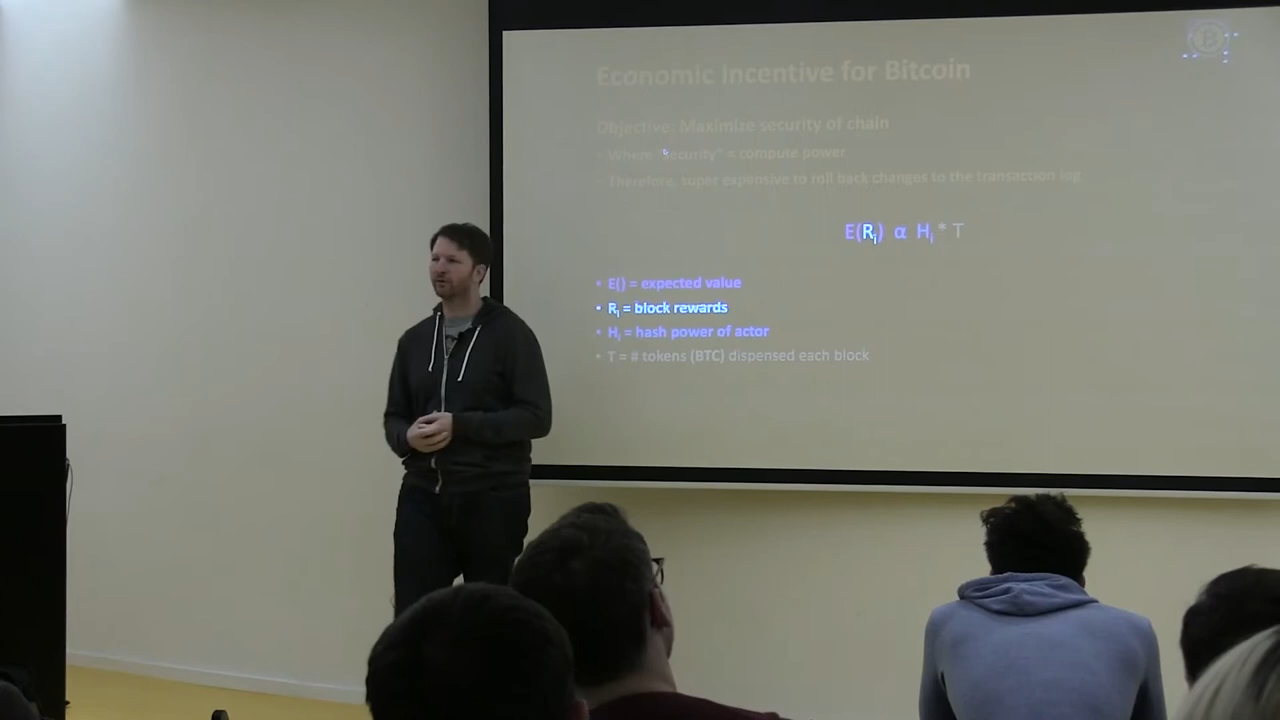 Economic Incentive for Bitcoin
Objective: Maximize security of chain
• Where "security" = compute power
• Therefore, super expensive to roll back changes to the transaction log
E(Rᵢ) α Hᵢ * T
• E() = expected value
• Rᵢ = block rewards
• Hᵢ = hash power of actor
• T = # tokens (BTC) dispensed each block